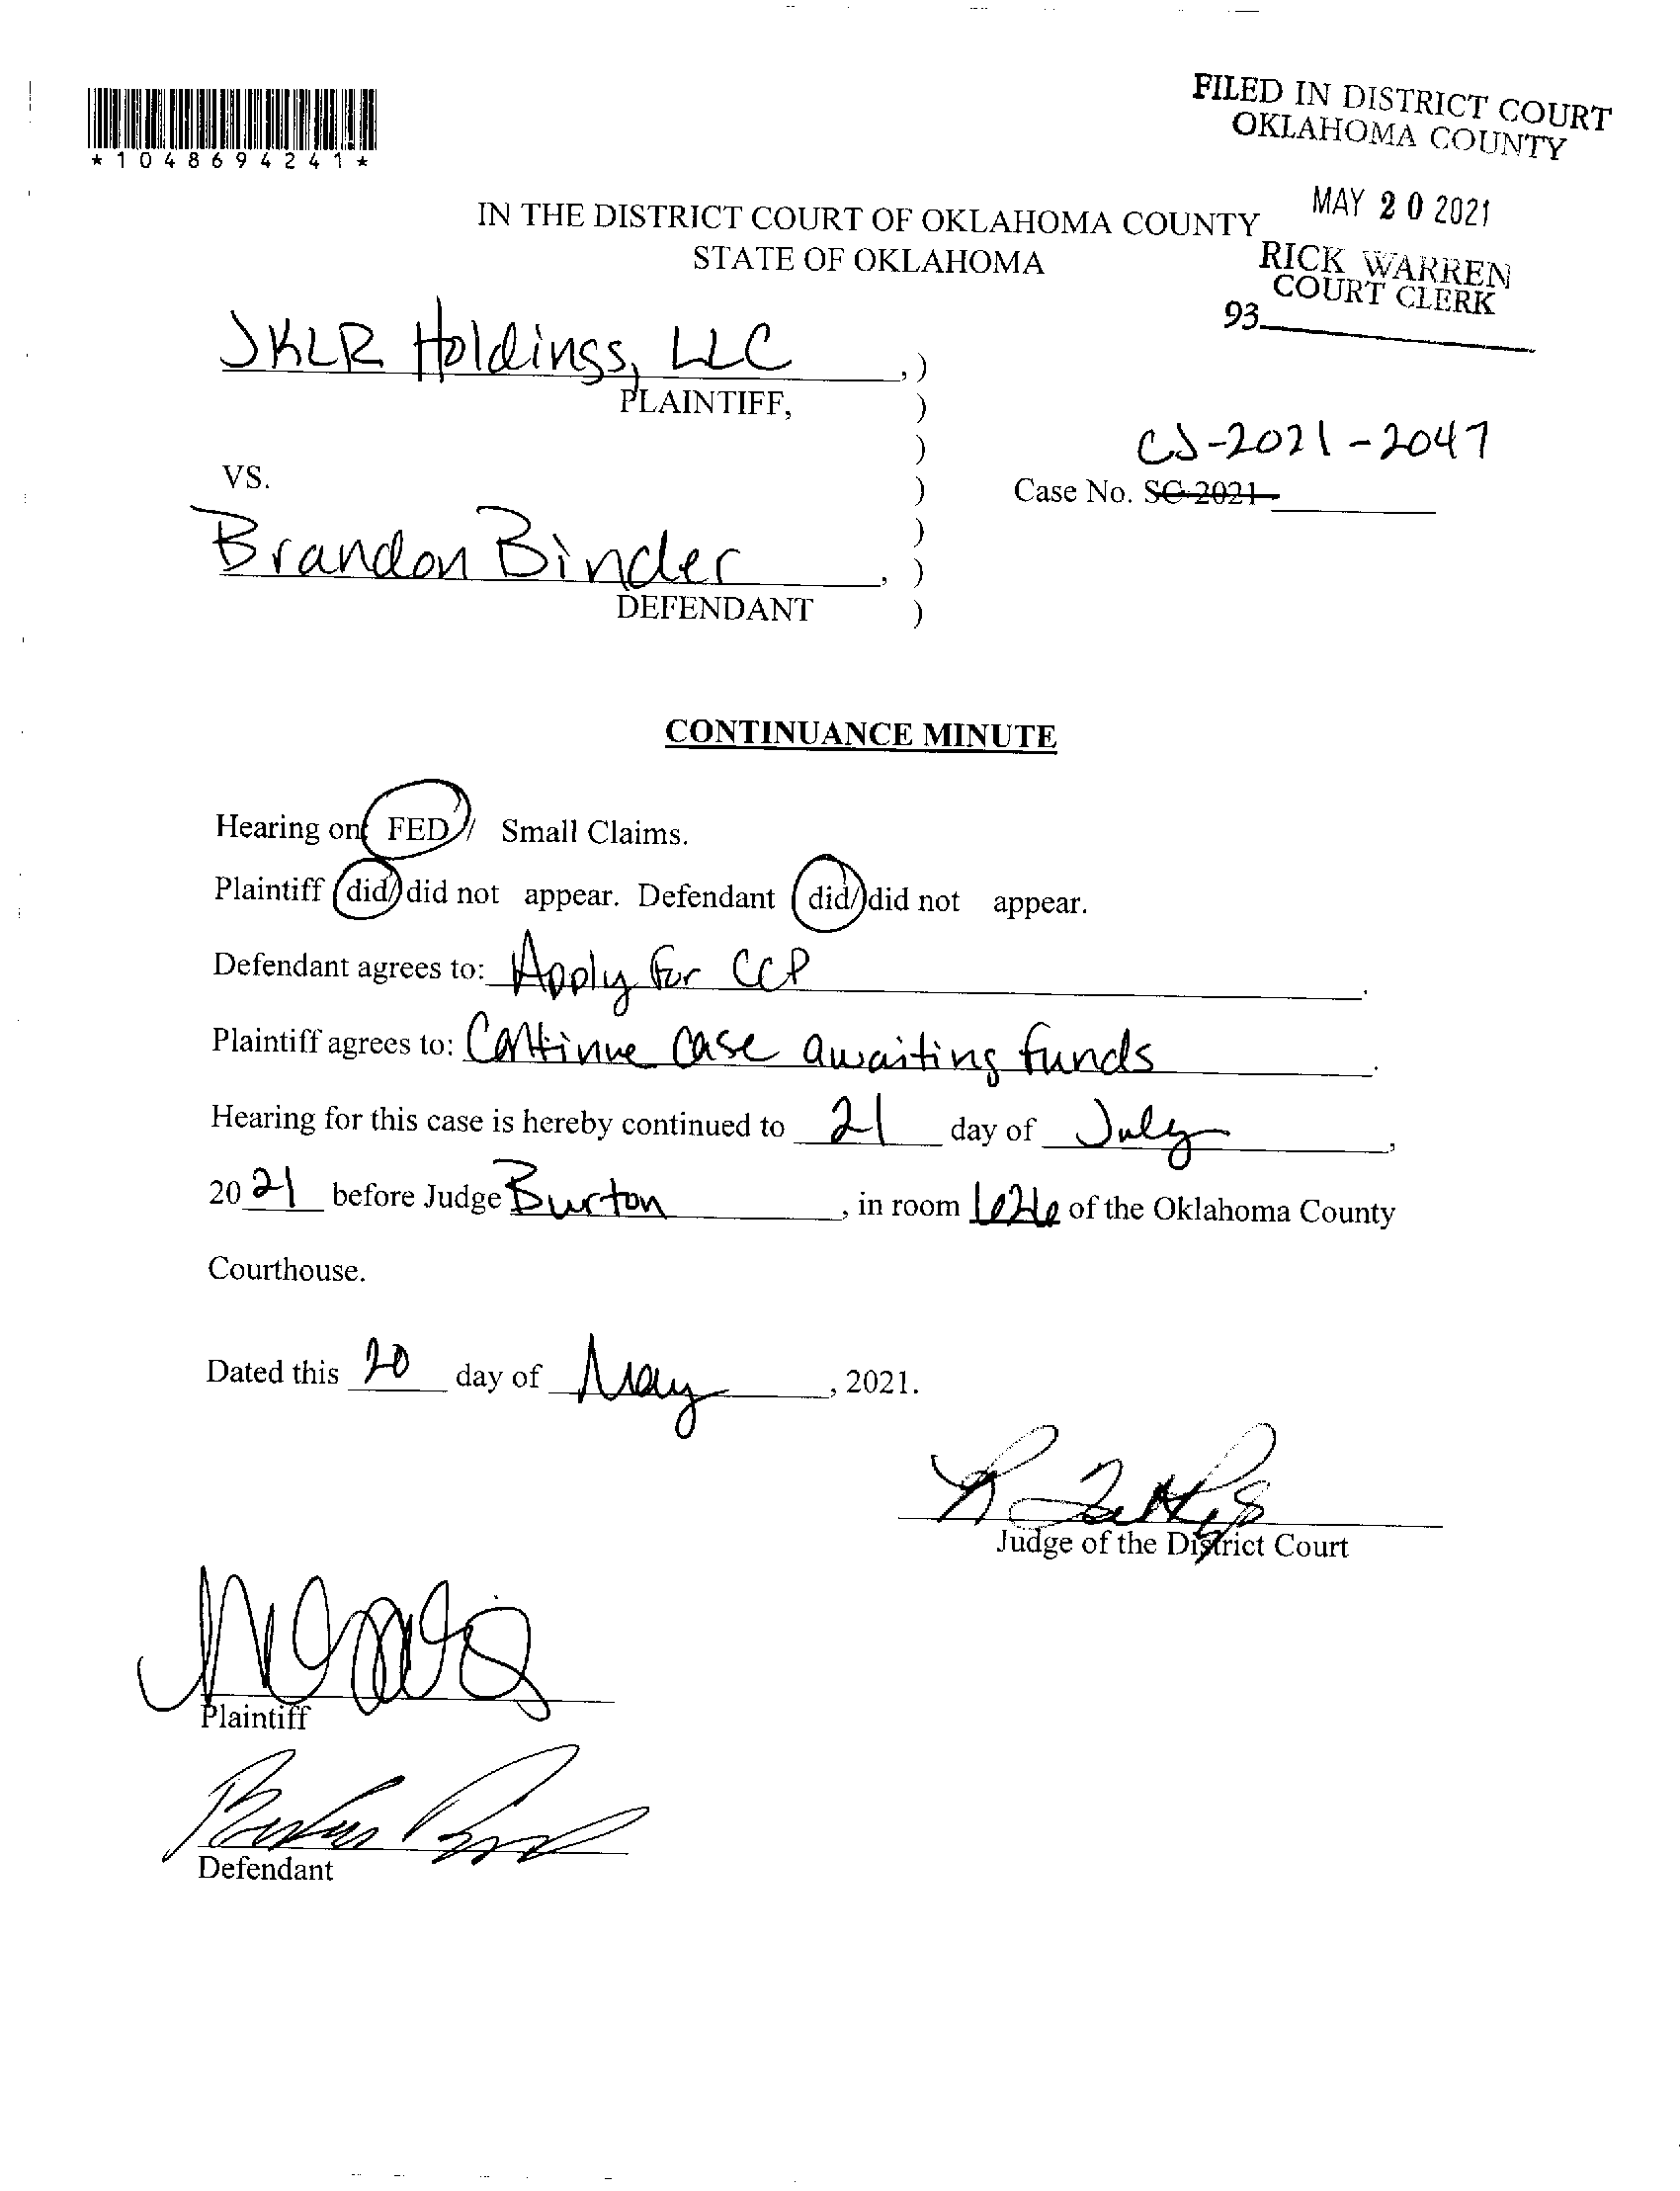 *1048694241*
FILED IN DISTRICT COURT
OKLAHOMA COUNTY
MAY 20 2021
RICK WARREN
COURT CLERK
93
IN THE DISTRICT COURT OF OKLAHOMA COUNTY
STATE OF OKLAHOMA
JKLR Holdings, LLC, )
PLAINTIFF, )
)
CJ-2021-2047
VS. )
Case No. SC-2021-
)
Brandon Binder, )
DEFENDANT )
CONTINUANCE MINUTE
Hearing on: FED / Small Claims.
Plaintiff did/ did not appear. Defendant did/ did not appear.
Defendant agrees to: Apply for CCP.
Plaintiff agrees to: Continue case awaiting funds.
Hearing for this case is hereby continued to 21 day of July,
2021 before Judge Burton, in room 626 of the Oklahoma County
Courthouse.
Dated this 20 day of May, 2021.
Judge of the District Court
Plaintiff
Defendant